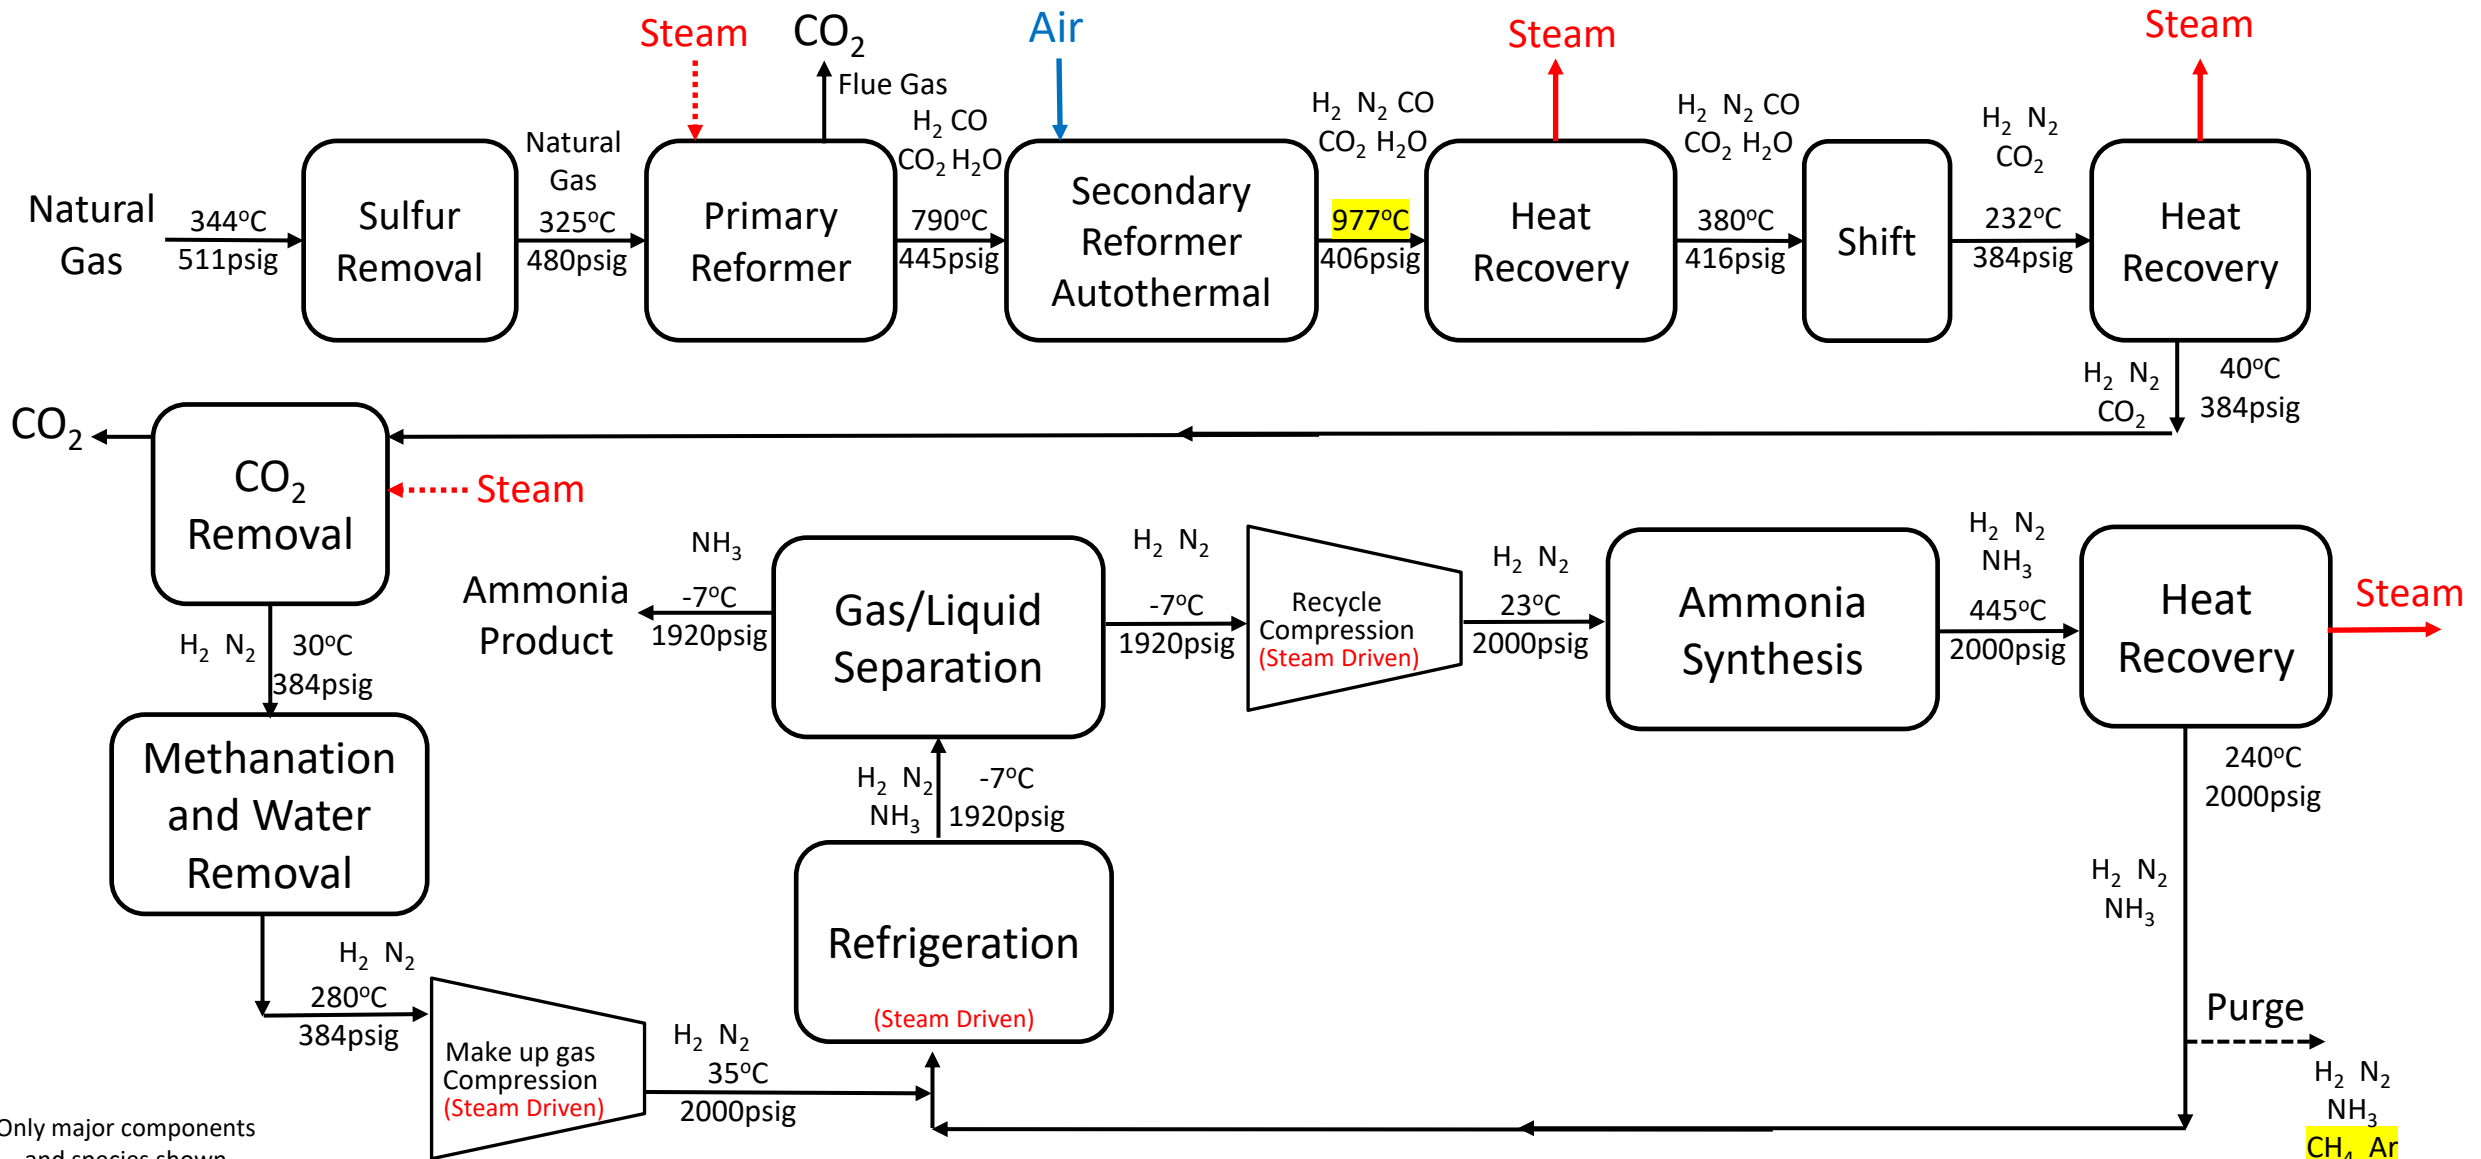 Steam
CO₂
Flue Gas
Air
Steam
Steam
Natural
Gas
344°C
511psig
Sulfur
Removal
Natural
Gas
325°C
480psig
Primary
Reformer
H₂ CO
CO₂ H₂O
790°C
445psig
Secondary
Reformer
Autothermal
H₂ N₂ CO
CO₂ H₂O
977°C
406psig
Heat
Recovery
H₂ N₂ CO
CO₂ H₂O
380°C
416psig
Shift
H₂ N₂
CO₂
232°C
384psig
Heat
Recovery
H₂ N₂
CO₂
40°C
384psig
CO₂
CO₂
Removal
Steam
H₂ N₂
30°C
384psig
Methanation
and Water
Removal
H₂ N₂
280°C
384psig
Make up gas
Compression
(Steam Driven)
H₂ N₂
35°C
2000psig
Refrigeration
(Steam Driven)
H₂ N₂
NH₃
-7°C
1920psig
Gas/Liquid
Separation
NH₃
-7°C
1920psig
Ammonia
Product
H₂ N₂
-7°C
1920psig
Recycle
Compression
(Steam Driven)
H₂ N₂
23°C
2000psig
Ammonia
Synthesis
H₂ N₂
NH₃
445°C
2000psig
Heat
Recovery
Steam
240°C
2000psig
H₂ N₂
NH₃
Purge
H₂ N₂
NH₃
CH₄ Ar
Only major components
and species shown